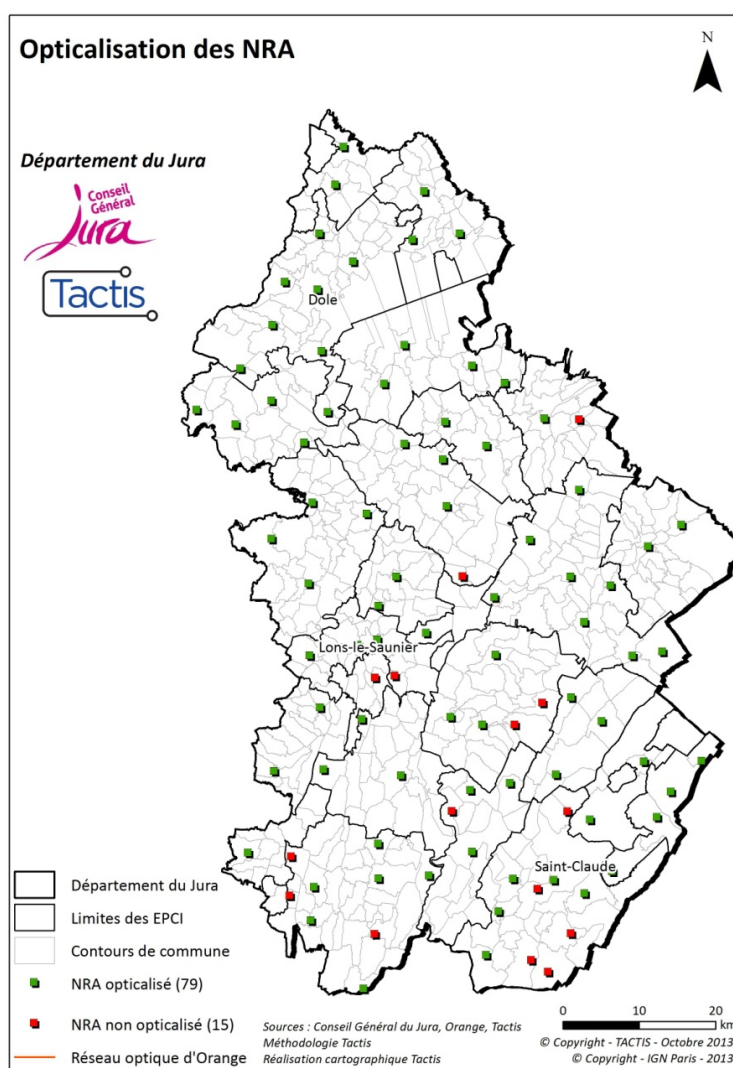 Opticalisation des NRA
N
Département du Jura
Conseil
Général
Jura
Tactis
Dole
Lons-le-Saunier
Saint-Claude
Département du Jura
Limites des EPCI
Contours de commune
NRA opticalisé (79)
NRA non opticalisé (15)
Réseau optique d'Orange
Sources : Conseil Général du Jura, Orange, Tactis
Méthodologie Tactis
Réalisation cartographique Tactis
0 10 20
km
© Copyright - TACTIS - Octobre 2013
© Copyright - IGN Paris - 2013